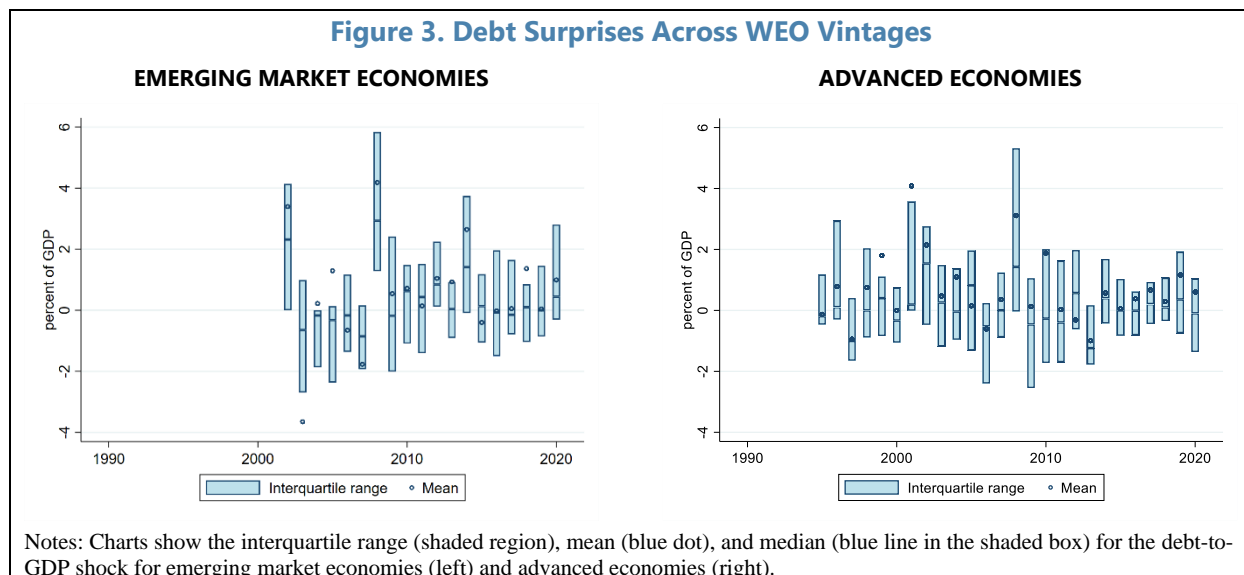 Figure 3. Debt Surprises Across WEO Vintages
EMERGING MARKET ECONOMIES
6
4
2
0
-2
-4
percent of GDP
1990 2000 2010 2020
Interquartile range Mean
ADVANCED ECONOMIES
6
4
2
0
-2
-4
percent of GDP
1990 2000 2010 2020
Interquartile range Mean
Notes: Charts show the interquartile range (shaded region), mean (blue dot), and median (blue line in the shaded box) for the debt-to-
GDP shock for emerging market economies (left) and advanced economies (right).